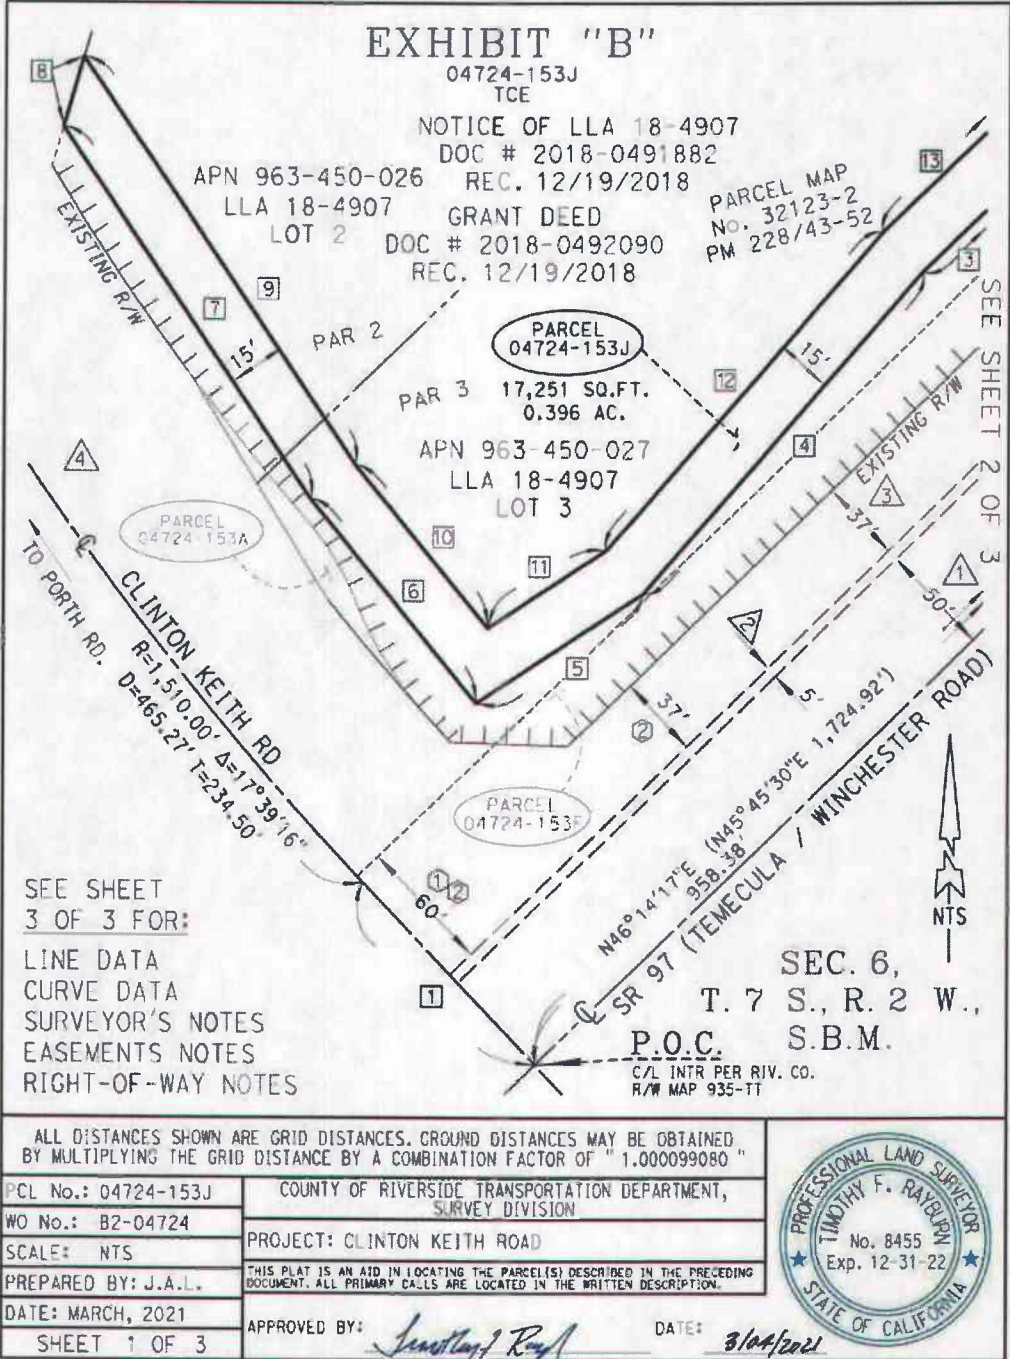 EXHIBIT "B"
04724-153J
TCE
NOTICE OF LLA 18-4907
DOC # 2018-0491882
REC. 12/19/2018
APN 963-450-026
LLA 18-4907
LOT 2
GRANT DEED
DOC # 2018-0492090
REC. 12/19/2018
PARCEL MAP
NO. 32123-2
PM 228/43-52
8
13
3
EXISTING R/W
7
9
15'
PAR 2
PARCEL
04724-153J
PAR 3
17,251 SQ.FT.
0.396 AC.
15'
12
4
EXISTING R/W
SEE SHEET 2 OF 3
APN 963-450-027
LLA 18-4907
LOT 3
4
PARCEL
04724-153A
10
11
6
5
3
37'
1
50'
2
5'
37'
2
TO PORTH RD.
CLINTON KEITH RD
R=1,510.00' Δ=17°39'16"
D=465.27' T=234.50'
PARCEL
04724-153F
1
2
60'
N46°14'17"E (N45°45'30"E 1,724.92')
958.38'
SR 97 (TEMECULA / WINCHESTER ROAD)
NTS
SEE SHEET
3 OF 3 FOR:
LINE DATA
CURVE DATA
SURVEYOR'S NOTES
EASEMENTS NOTES
RIGHT-OF-WAY NOTES
1
SEC. 6,
T. 7 S., R. 2 W.,
S.B.M.
P.O.C.
C/L INTR PER RIV. CO.
R/W MAP 935-TT
ALL DISTANCES SHOWN ARE GRID DISTANCES. GROUND DISTANCES MAY BE OBTAINED
BY MULTIPLYING THE GRID DISTANCE BY A COMBINATION FACTOR OF " 1.000099080 "
PCL No.: 04724-153J
WO No.: B2-04724
SCALE: NTS
PREPARED BY: J.A.L.
DATE: MARCH, 2021
SHEET 1 OF 3
COUNTY OF RIVERSIDE TRANSPORTATION DEPARTMENT,
SURVEY DIVISION
PROJECT: CLINTON KEITH ROAD
THIS PLAT IS AN AID IN LOCATING THE PARCEL(S) DESCRIBED IN THE PRECEDING
DOCUMENT. ALL PRIMARY CALLS ARE LOCATED IN THE WRITTEN DESCRIPTION.
APPROVED BY:
DATE: 3/04/2021
PROFESSIONAL LAND SURVEYOR
TIMOTHY F. RAYBURN
No. 8455
Exp. 12-31-22
STATE OF CALIFORNIA